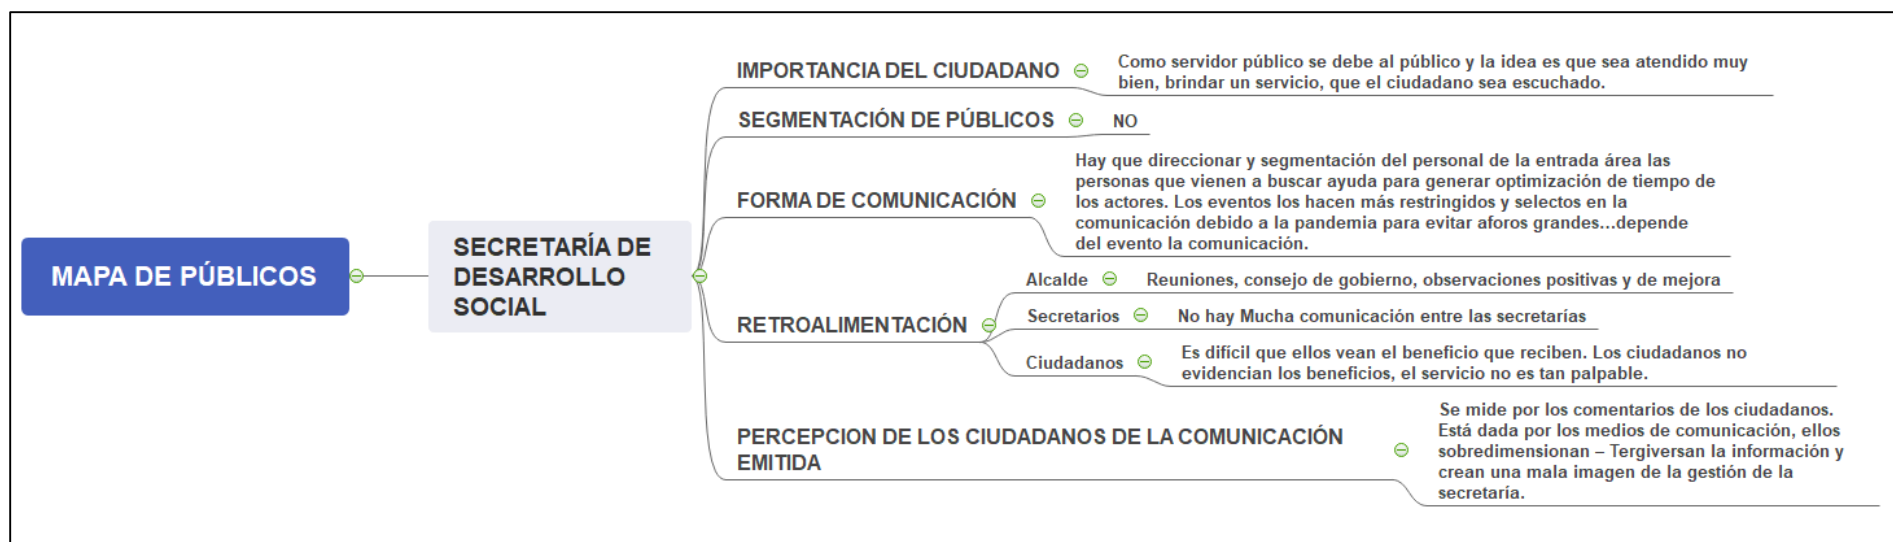 MAPA DE PÚBLICOS
SECRETARÍA DE
DESARROLLO
SOCIAL
IMPORTANCIA DEL CIUDADANO
Como servidor público se debe al público y la idea es que sea atendido muy
bien, brindar un servicio, que el ciudadano sea escuchado.
SEGMENTACIÓN DE PÚBLICOS
NO
FORMA DE COMUNICACIÓN
Hay que direccionar y segmentación del personal de la entrada área las
personas que vienen a buscar ayuda para generar optimización de tiempo de
los actores. Los eventos los hacen más restringidos y selectos en la
comunicación debido a la pandemia para evitar aforos grandes...depende
del evento la comunicación.
RETROALIMENTACIÓN
Alcalde
Reuniones, consejo de gobierno, observaciones positivas y de mejora
Secretarios
No hay Mucha comunicación entre las secretarías
Ciudadanos
Es difícil que ellos vean el beneficio que reciben. Los ciudadanos no
evidencian los beneficios, el servicio no es tan palpable.
PERCEPCION DE LOS CIUDADANOS DE LA COMUNICACIÓN
EMITIDA
Se mide por los comentarios de los ciudadanos.
Está dada por los medios de comunicación, ellos
sobredimensionan – Tergiversan la información y
crean una mala imagen de la gestión de la
secretaría.